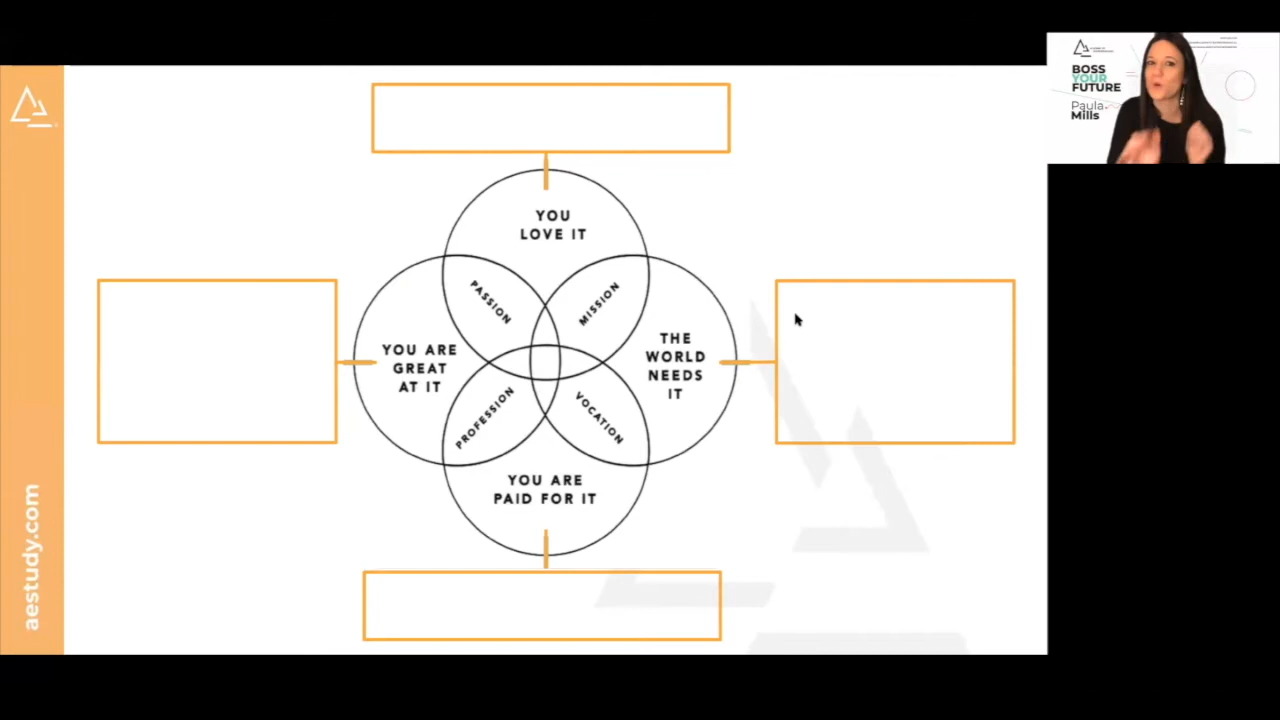 BOSS
YOUR
FUTURE
Paula
Mills
YOU
LOVE IT
PASSION
MISSION
YOU ARE
GREAT
AT IT
THE
WORLD
NEEDS
IT
PROFESSION
VOCATION
YOU ARE
PAID FOR IT
aestudy.com